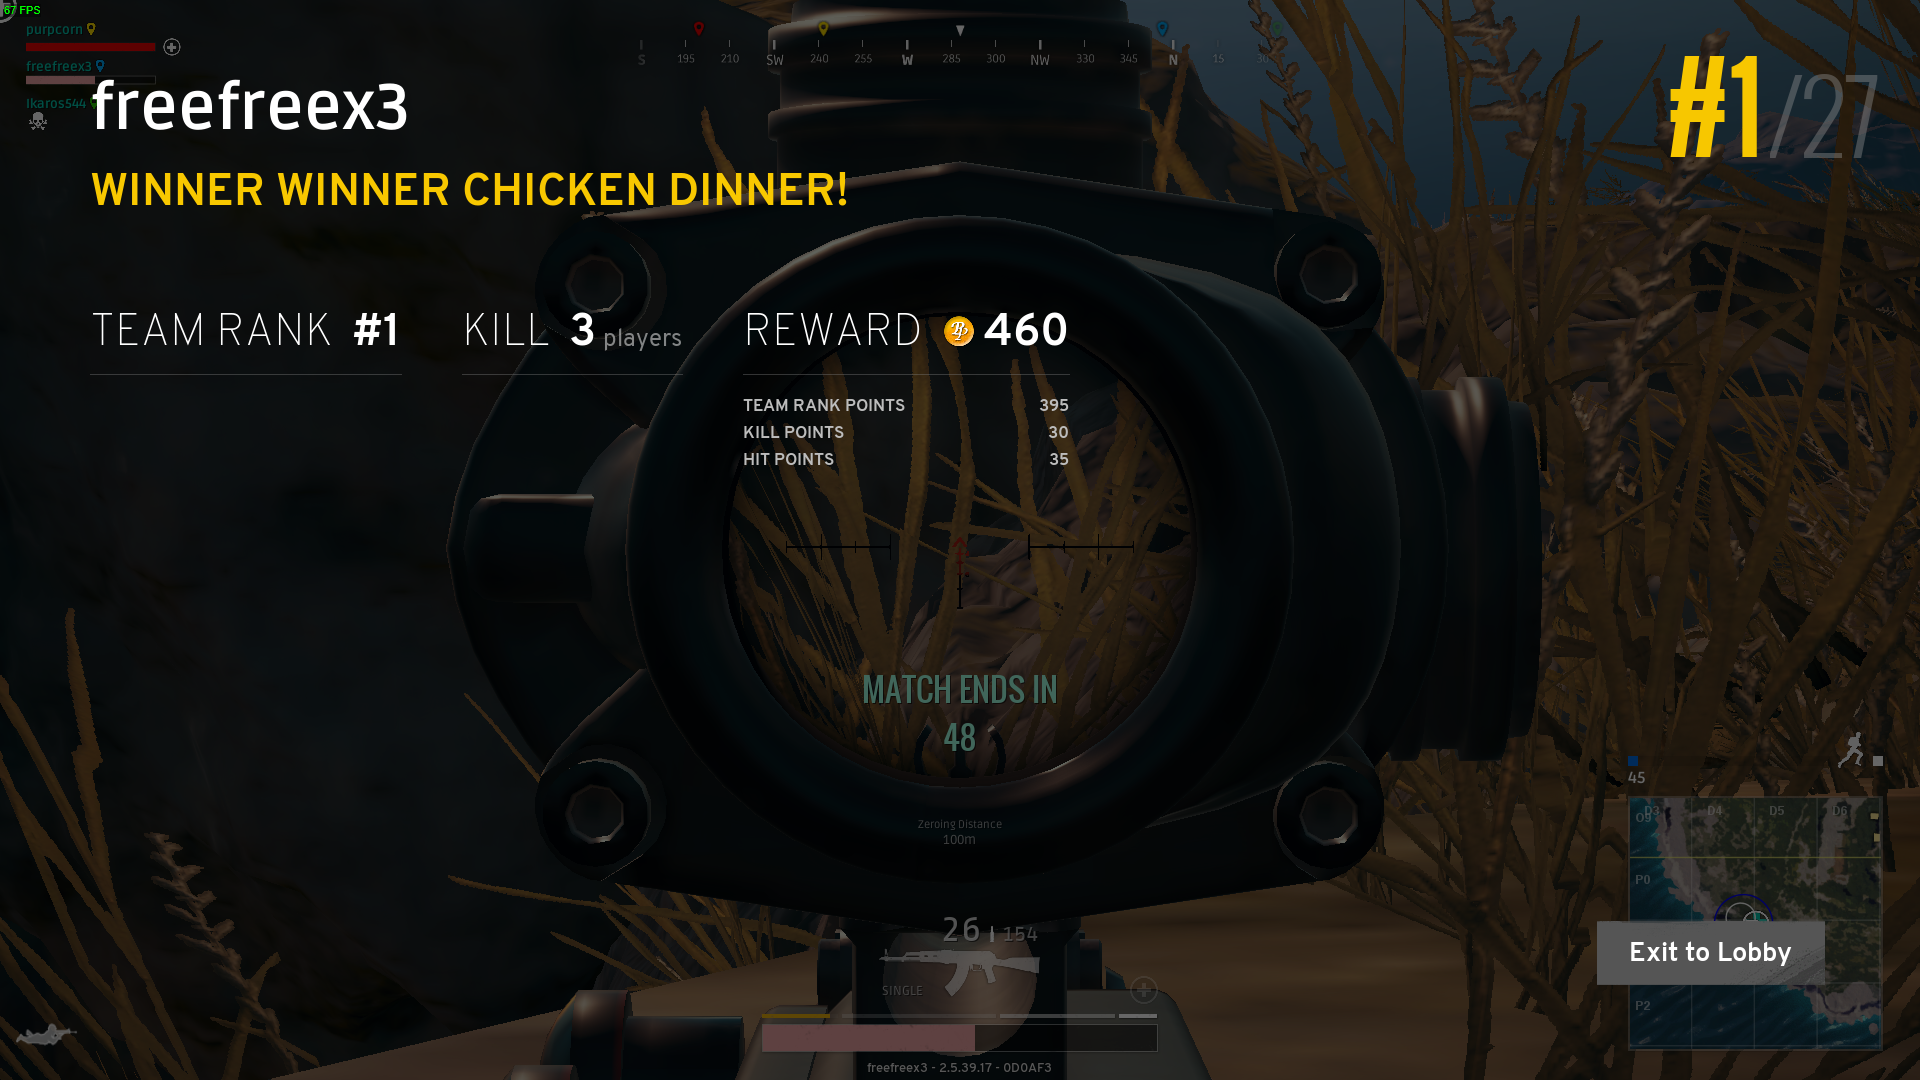 67 FPS
purpcorn
freefreex3
Ikaros544
S 195 210 SW 240 255 W 285 300 NW 330 345 N 15 30
freefreex3
#1/27
WINNER WINNER CHICKEN DINNER!
TEAM RANK #1 KILL 3 players REWARD 460
TEAM RANK POINTS 395
KILL POINTS 30
HIT POINTS 35
MATCH ENDS IN
48
45
Zeroing Distance
100m
D3 D4 D5 D6
O9
P0
26 154
SINGLE
Exit to Lobby
P2
freefreex3 - 2.5.39.17 - 0D0AF3